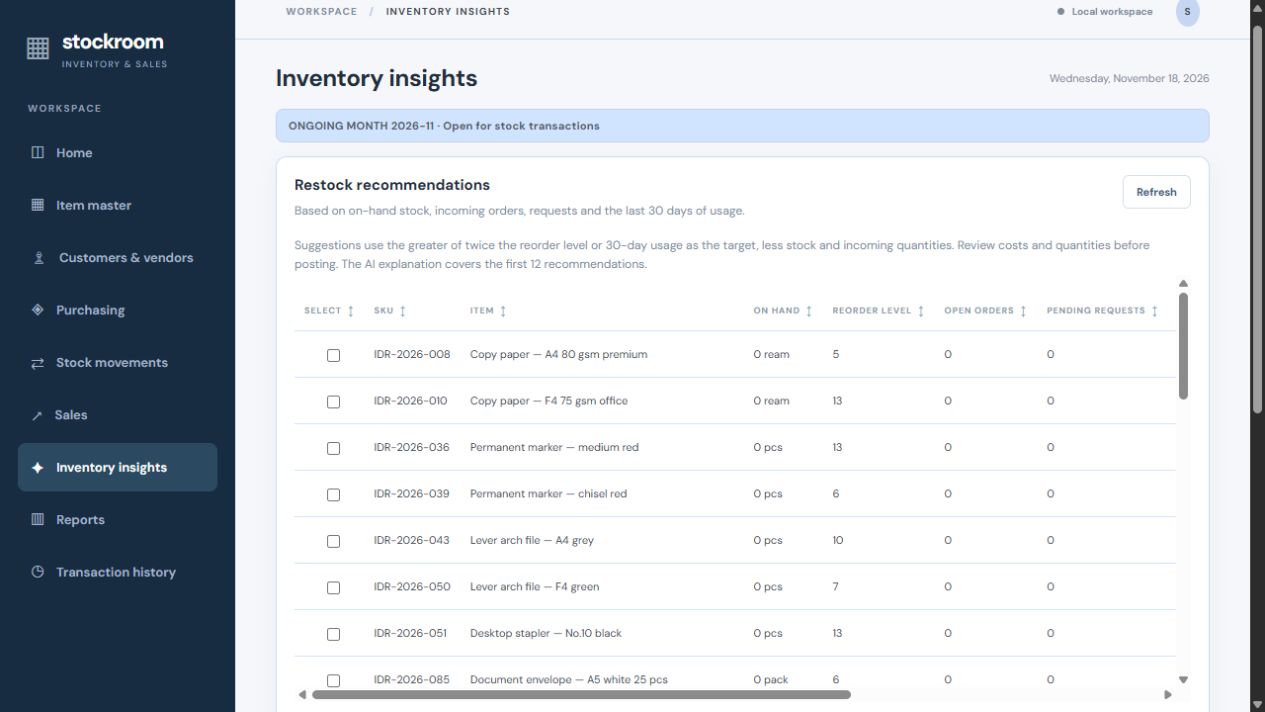 stockroom
INVENTORY & SALES
WORKSPACE
Home
Item master
Customers & vendors
Purchasing
Stock movements
Sales
Inventory insights
Reports
Transaction history
WORKSPACE / INVENTORY INSIGHTS
Local workspace
S
Inventory insights
Wednesday, November 18, 2026
ONGOING MONTH 2026-11 · Open for stock transactions
Restock recommendations
Refresh
Based on on-hand stock, incoming orders, requests and the last 30 days of usage.
Suggestions use the greater of twice the reorder level or 30-day usage as the target, less stock and incoming quantities. Review costs and quantities before
posting. The AI explanation covers the first 12 recommendations.
SELECT SKU ITEM ON HAND REORDER LEVEL OPEN ORDERS PENDING REQUESTS
IDR-2026-008 Copy paper — A4 80 gsm premium 0 ream 5 0 0
IDR-2026-010 Copy paper — F4 75 gsm office 0 ream 13 0 0
IDR-2026-036 Permanent marker — medium red 0 pcs 13 0 0
IDR-2026-039 Permanent marker — chisel red 0 pcs 6 0 0
IDR-2026-043 Lever arch file — A4 grey 0 pcs 10 0 0
IDR-2026-050 Lever arch file — F4 green 0 pcs 7 0 0
IDR-2026-051 Desktop stapler — No.10 black 0 pcs 13 0 0
IDR-2026-085 Document envelope — A5 white 25 pcs 0 pack 6 0 0